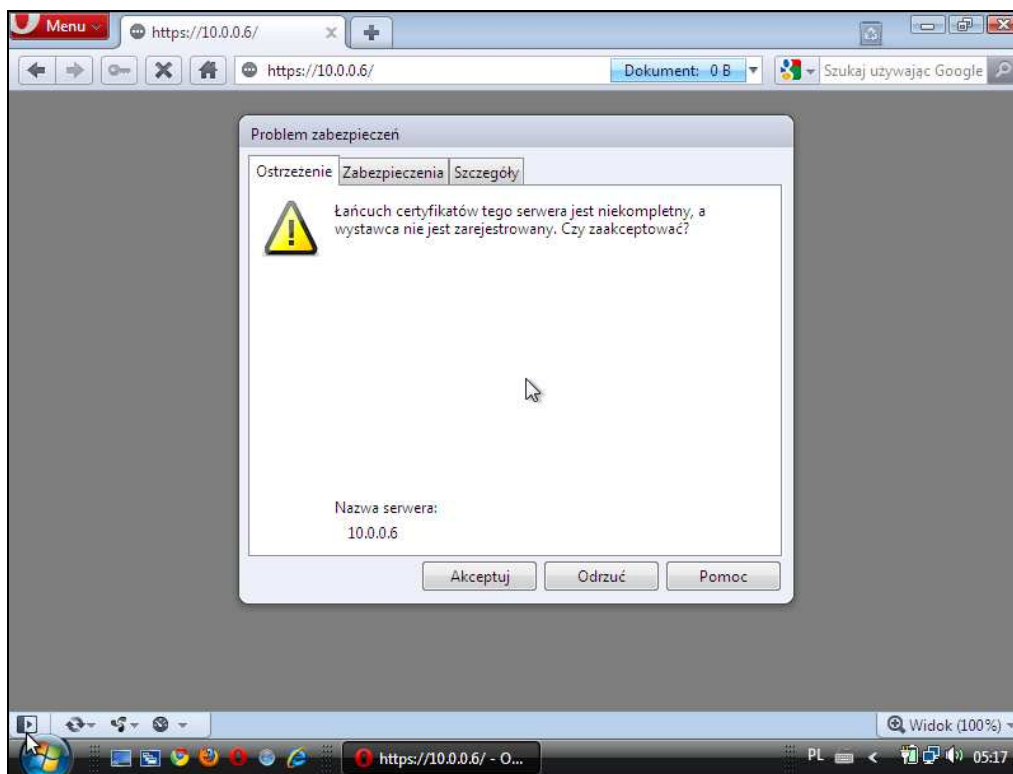 Menu
https://10.0.0.6/
https://10.0.0.6/
Dokument: 0 B
Szukaj używając Google
Problem zabezpieczeń
Ostrzeżenie
Zabezpieczenia
Szczegóły
Łańcuch certyfikatów tego serwera jest niekompletny, a
wystawca nie jest zarejestrowany. Czy zaakceptować?
Nazwa serwera:
10.0.0.6
Akceptuj
Odrzuć
Pomoc
Widok (100%)
https://10.0.0.6/ - O...
PL
05:17